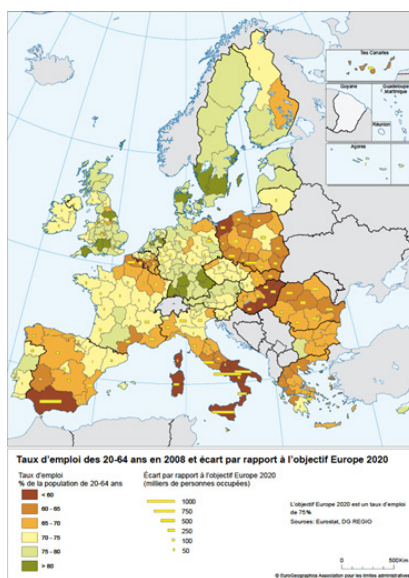 Iles Canaries
Guyane
Guadeloupe
Martinique
Réunion
Açores
Taux d'emploi des 20-64 ans en 2008 et écart par rapport à l'objectif Europe 2020
Taux d'emploi
% de la population de 20-64 ans
< 60
60 - 65
65 - 70
70 - 75
75 - 80
> 80
Écart par rapport à l'objectif Europe 2020
(milliers de personnes occupées)
1000
750
500
250
100
50
L'objectif Europe 2020 est un taux d'emploi
de 75%
Sources: Eurostat, DG REGIO
0
500 Km
© EuroGeographics Association pour les limites administratives